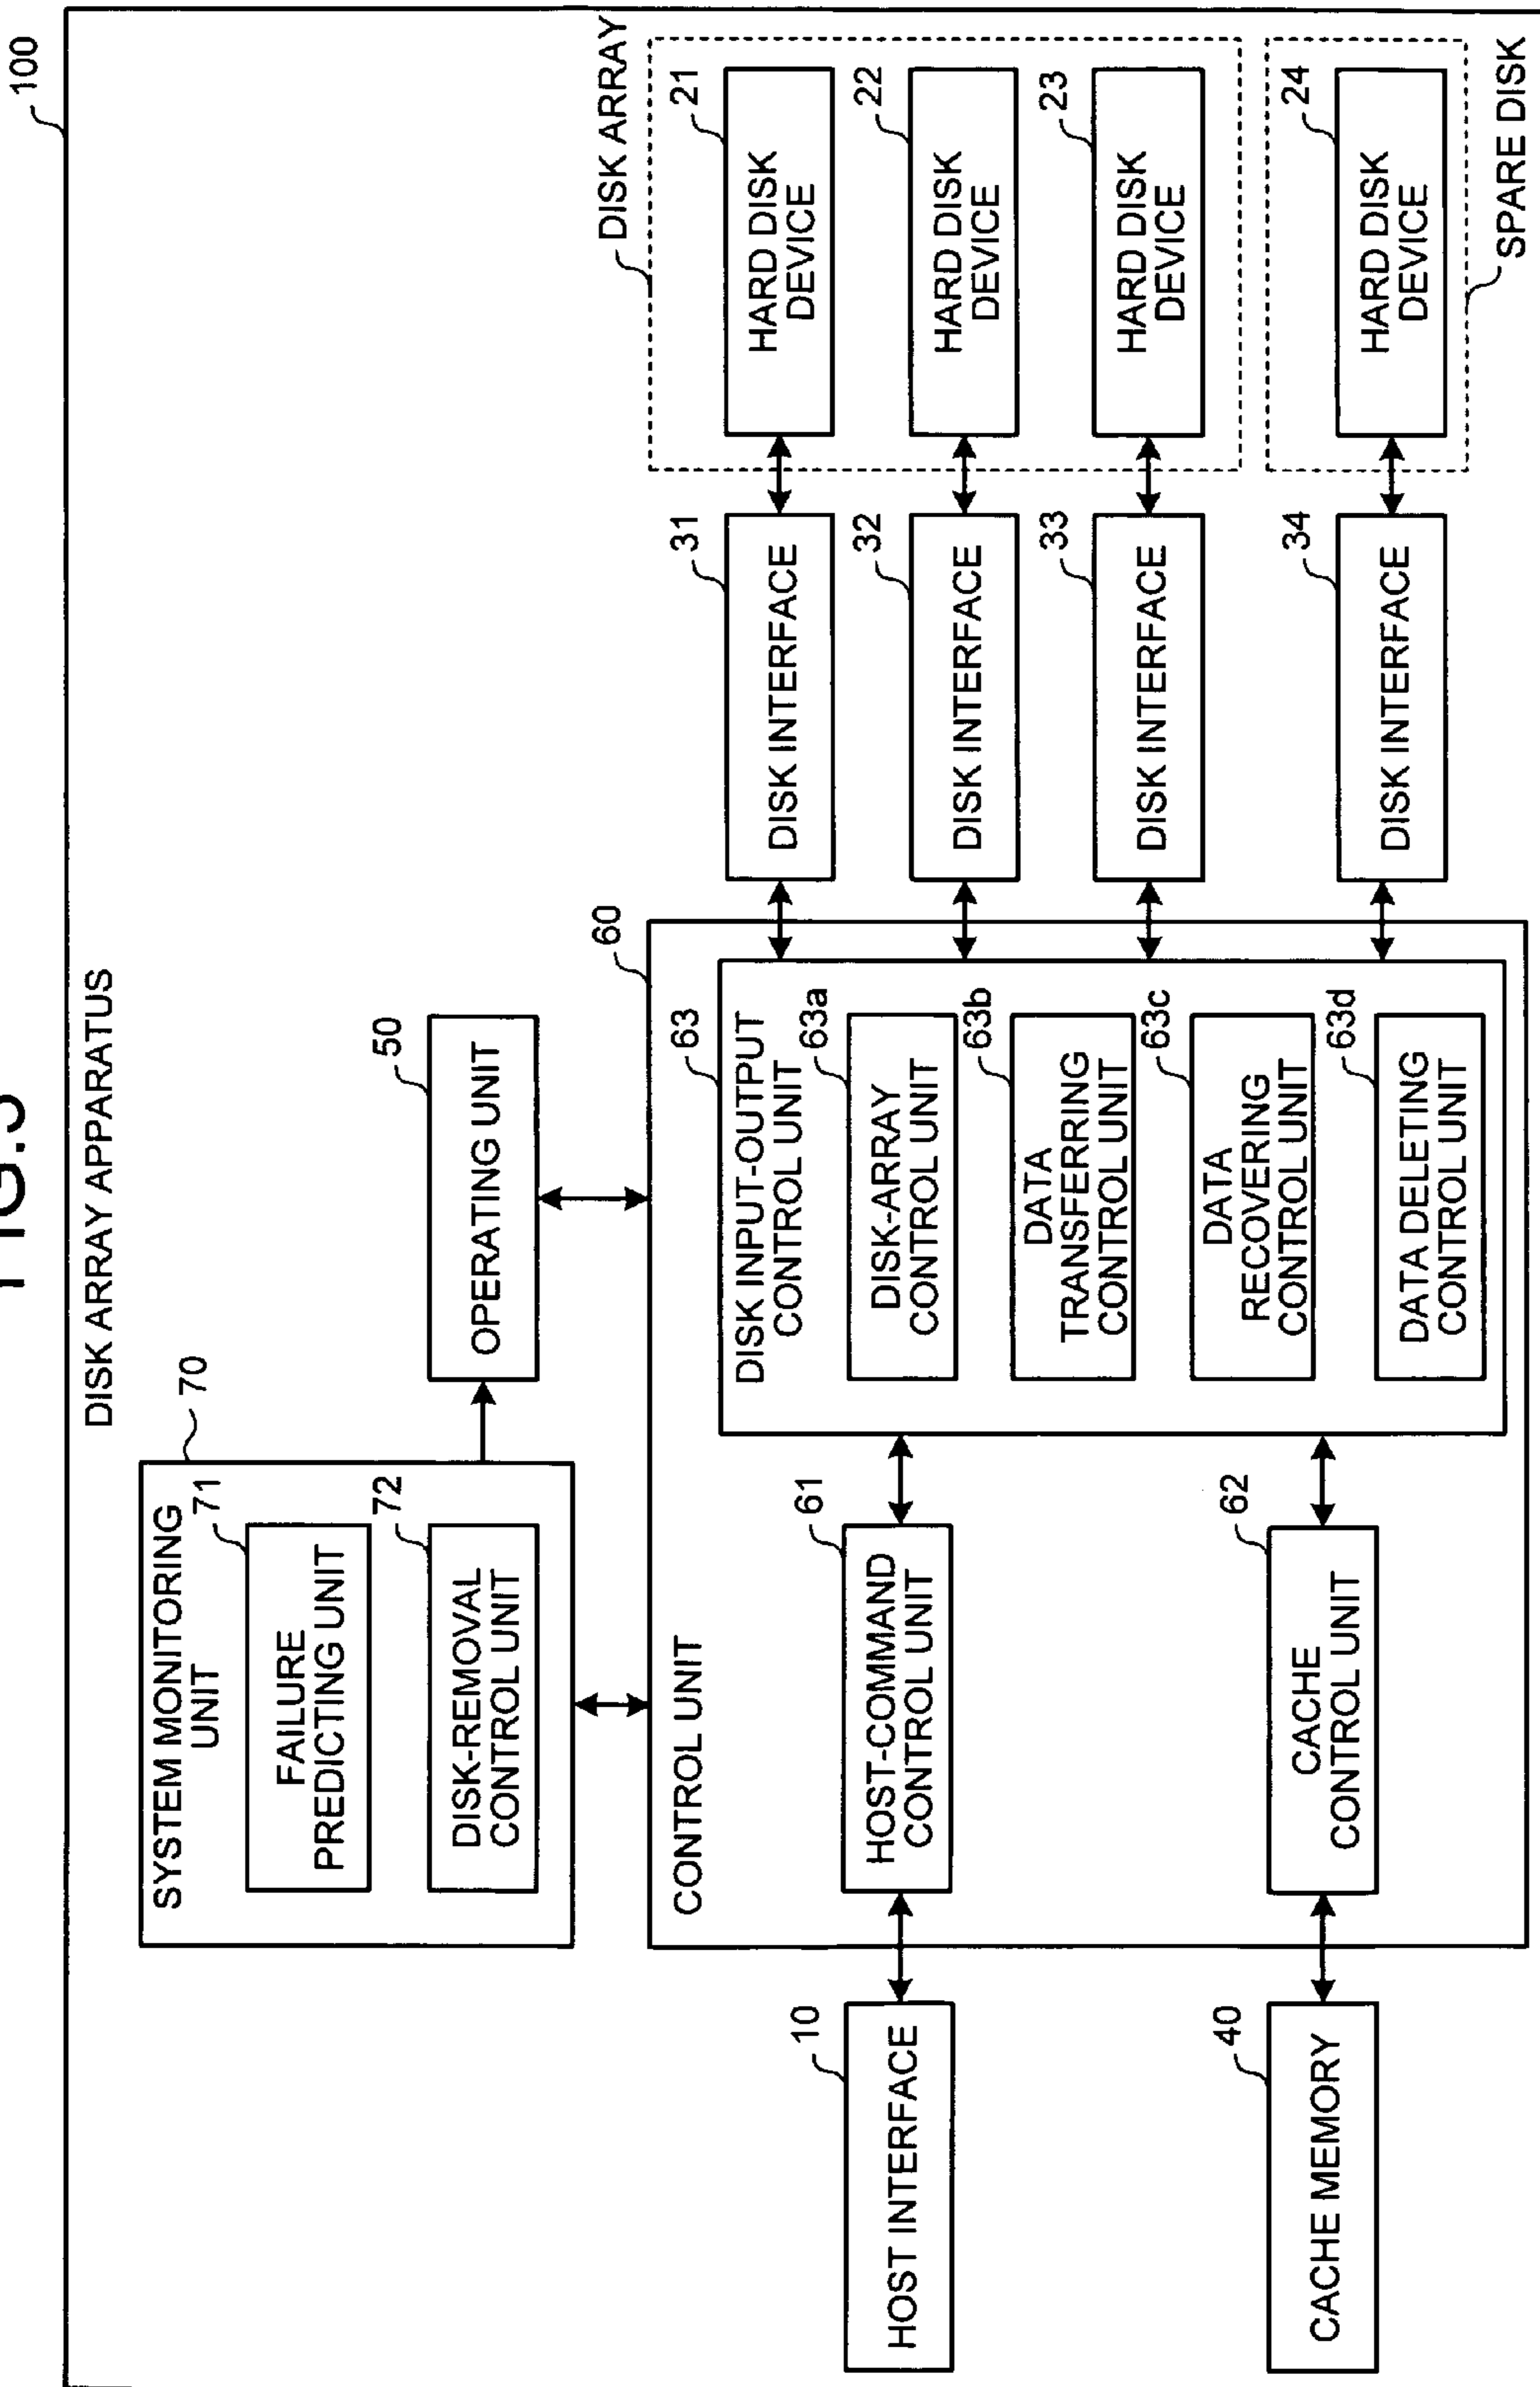 FIG.3
100
DISK ARRAY APPARATUS
SYSTEM MONITORING
UNIT
70
FAILURE
PREDICTING UNIT
71
DISK-REMOVAL
CONTROL UNIT
72
OPERATING UNIT
50
CONTROL UNIT
60
HOST INTERFACE
10
HOST-COMMAND
CONTROL UNIT
61
CACHE MEMORY
40
CACHE
CONTROL UNIT
62
DISK INPUT-OUTPUT
CONTROL UNIT
63
DISK-ARRAY
CONTROL UNIT
63a
DATA
TRANSFERRING
CONTROL UNIT
63b
DATA
RECOVERING
CONTROL UNIT
63c
DATA DELETING
CONTROL UNIT
63d
DISK INTERFACE
31
DISK INTERFACE
32
DISK INTERFACE
33
DISK INTERFACE
34
DISK ARRAY
HARD DISK
DEVICE
21
HARD DISK
DEVICE
22
HARD DISK
DEVICE
23
HARD DISK
DEVICE
24
SPARE DISK